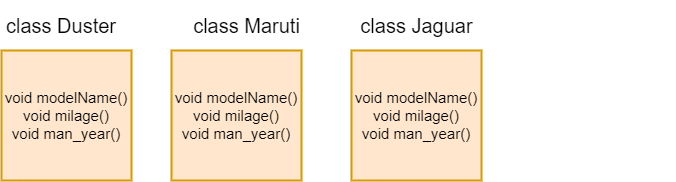 class Duster
class Maruti
class Jaguar
void modelName()
void milage()
void man_year()
void modelName()
void milage()
void man_year()
void modelName()
void milage()
void man_year()